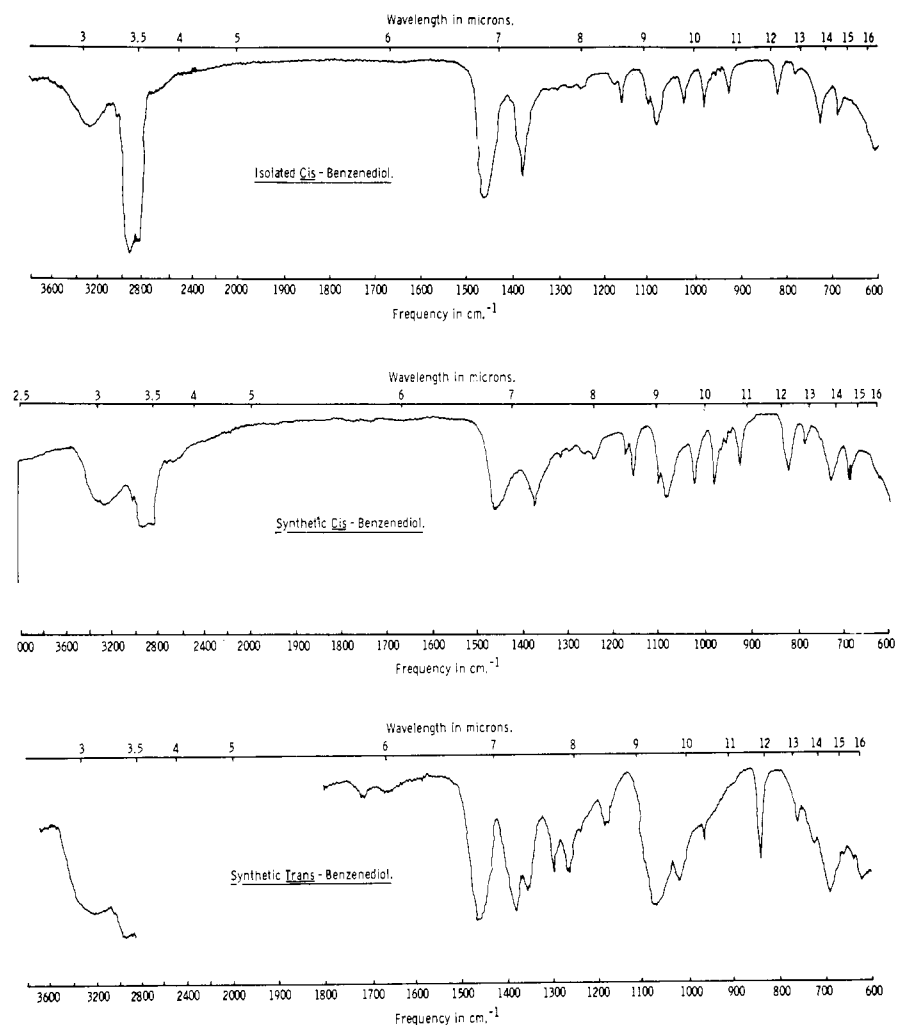 Wavelength in microns.
3 3.5 4 5 6 7 8 9 10 11 12 13 14 15 16
Isolated Cis - Benzenediol.
3600 3200 2800 2400 2000 1900 1800 1700 1600 1500 1400 1300 1200 1100 1000 900 800 700 600
Frequency in cm.-1
Wavelength in microns.
2.5 3 3.5 4 5 6 7 8 9 10 11 12 13 14 15 16
Synthetic Cis - Benzenediol.
000 3600 3200 2800 2400 2000 1900 1800 1700 1600 1500 1400 1300 1200 1100 1000 900 800 700 600
Frequency in cm.-1
Wavelength in microns.
3 3.5 4 5 6 7 8 9 10 11 12 13 14 15 16
Synthetic Trans - Benzenediol.
3600 3200 2800 2400 2000 1900 1800 1700 1600 1500 1400 1300 1200 1100 1000 900 800 700 600
Frequency in cm.-1